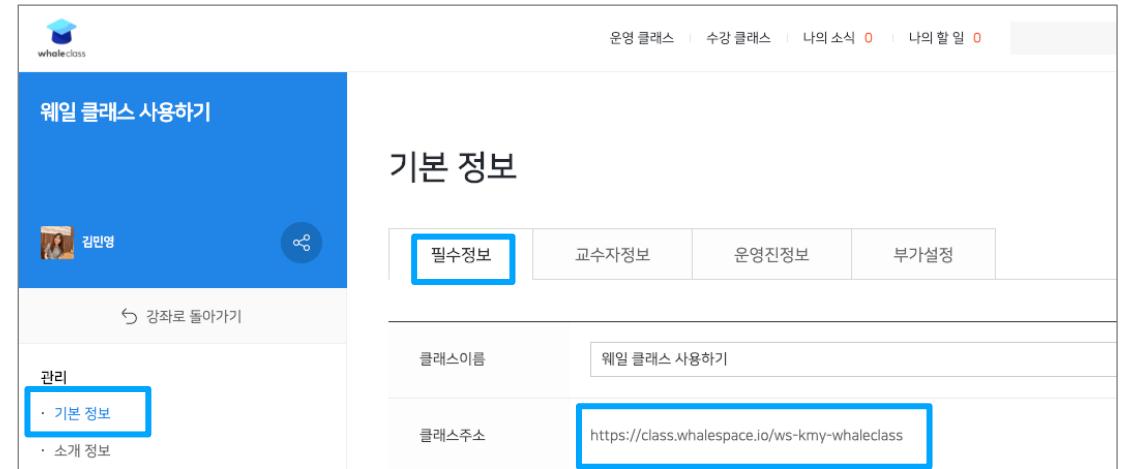 whaleclass
운영 클래스 수강 클래스 나의 소식 0 나의 할 일 0
웨일 클래스 사용하기
김민영
강좌로 돌아가기
관리
· 기본 정보
· 소개 정보
기본 정보
필수정보 교수자정보 운영진정보 부가설정
클래스이름 웨일 클래스 사용하기
클래스주소 https://class.whalespace.io/ws-kmy-whaleclass